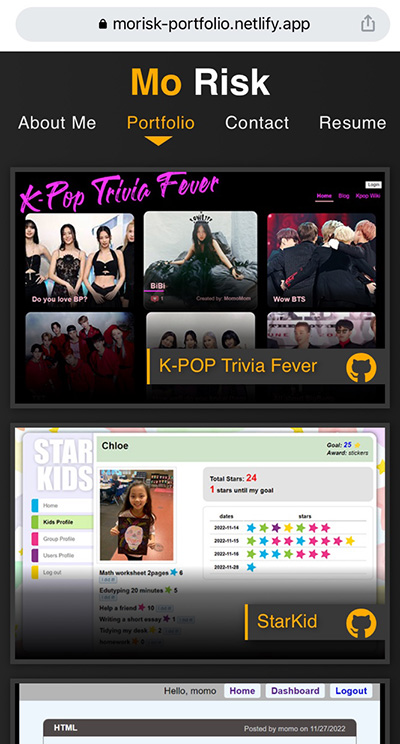 morisk-portfolio.netlify.app
Mo Risk
About Me Portfolio Contact Resume
K-Pop Trivia Fever
Login
Home Blog Kpop Wiki
Do you love BP?
BiBi
1 Created by: MomoMom
Wow BTS
K-POP Trivia Fever
STAR
KIDS
Chloe
Goal: 25
Award: stickers
Home
Kids Profile
Group Profile
Users Profile
Log out
Total Stars: 24
1 stars until my goal
dates stars
2022-11-14
2022-11-15
2022-11-16
2022-11-28
Math worksheet 2pages 6
Edutyping 20 minutes 5
Help a friend 10
Writing a short essay 1
Tidying my desk 2
homework 5
StarKid
Hello, momo Home Dashboard Logout
HTML Posted by momo on 11/27/2022